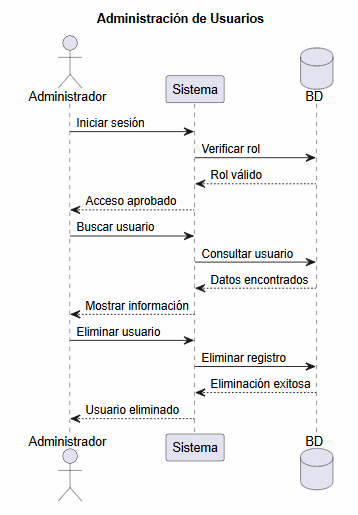 Administración de Usuarios
Administrador
Sistema
BD
Iniciar sesión
Verificar rol
Rol válido
Acceso aprobado
Buscar usuario
Consultar usuario
Datos encontrados
Mostrar información
Eliminar usuario
Eliminar registro
Eliminación exitosa
Usuario eliminado
Administrador
Sistema
BD